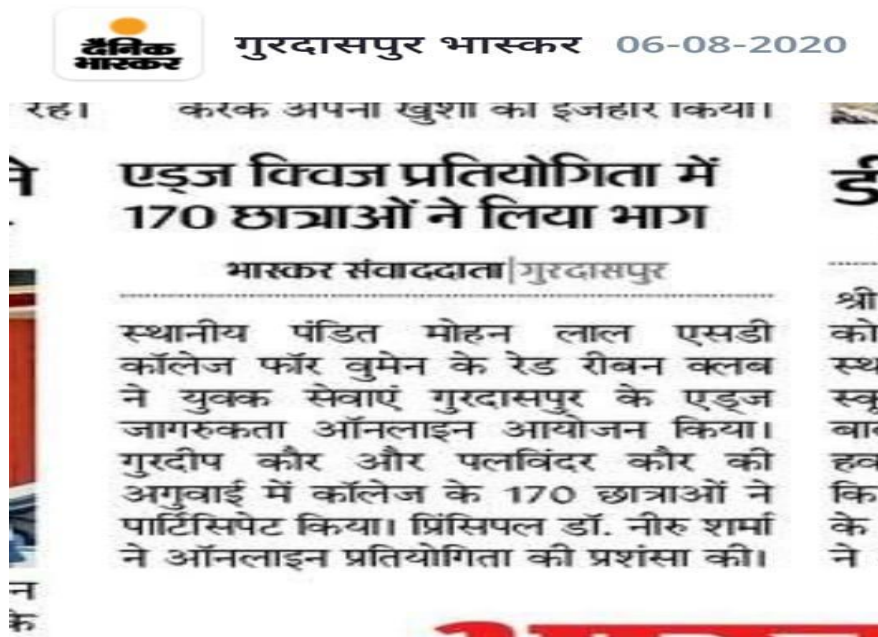 दैनिक भास्कर
गुरदासपुर भास्कर 06-08-2020
रहे। करके अपनी खुशी का इजहार किया।
एड्ज क्विज प्रतियोगिता में
170 छात्राओं ने लिया भाग
भास्कर संवाददाता|गुरदासपुर
स्थानीय पंडित मोहन लाल एसडी
कॉलेज फॉर वुमेन के रेड रीबन क्लब
ने युवक सेवाएं गुरदासपुर के एड्ज
जागरुकता ऑनलाइन आयोजन किया।
गुरदीप कौर और पलविंदर कौर की
अगुवाई में कॉलेज के 170 छात्राओं ने
पार्टिसिपेट किया। प्रिंसिपल डॉ. नीरु शर्मा
ने ऑनलाइन प्रतियोगिता की प्रशंसा की।
ने
न
के
श्री
को
स्थ
स्कू
बा
हव
कि
के
ने